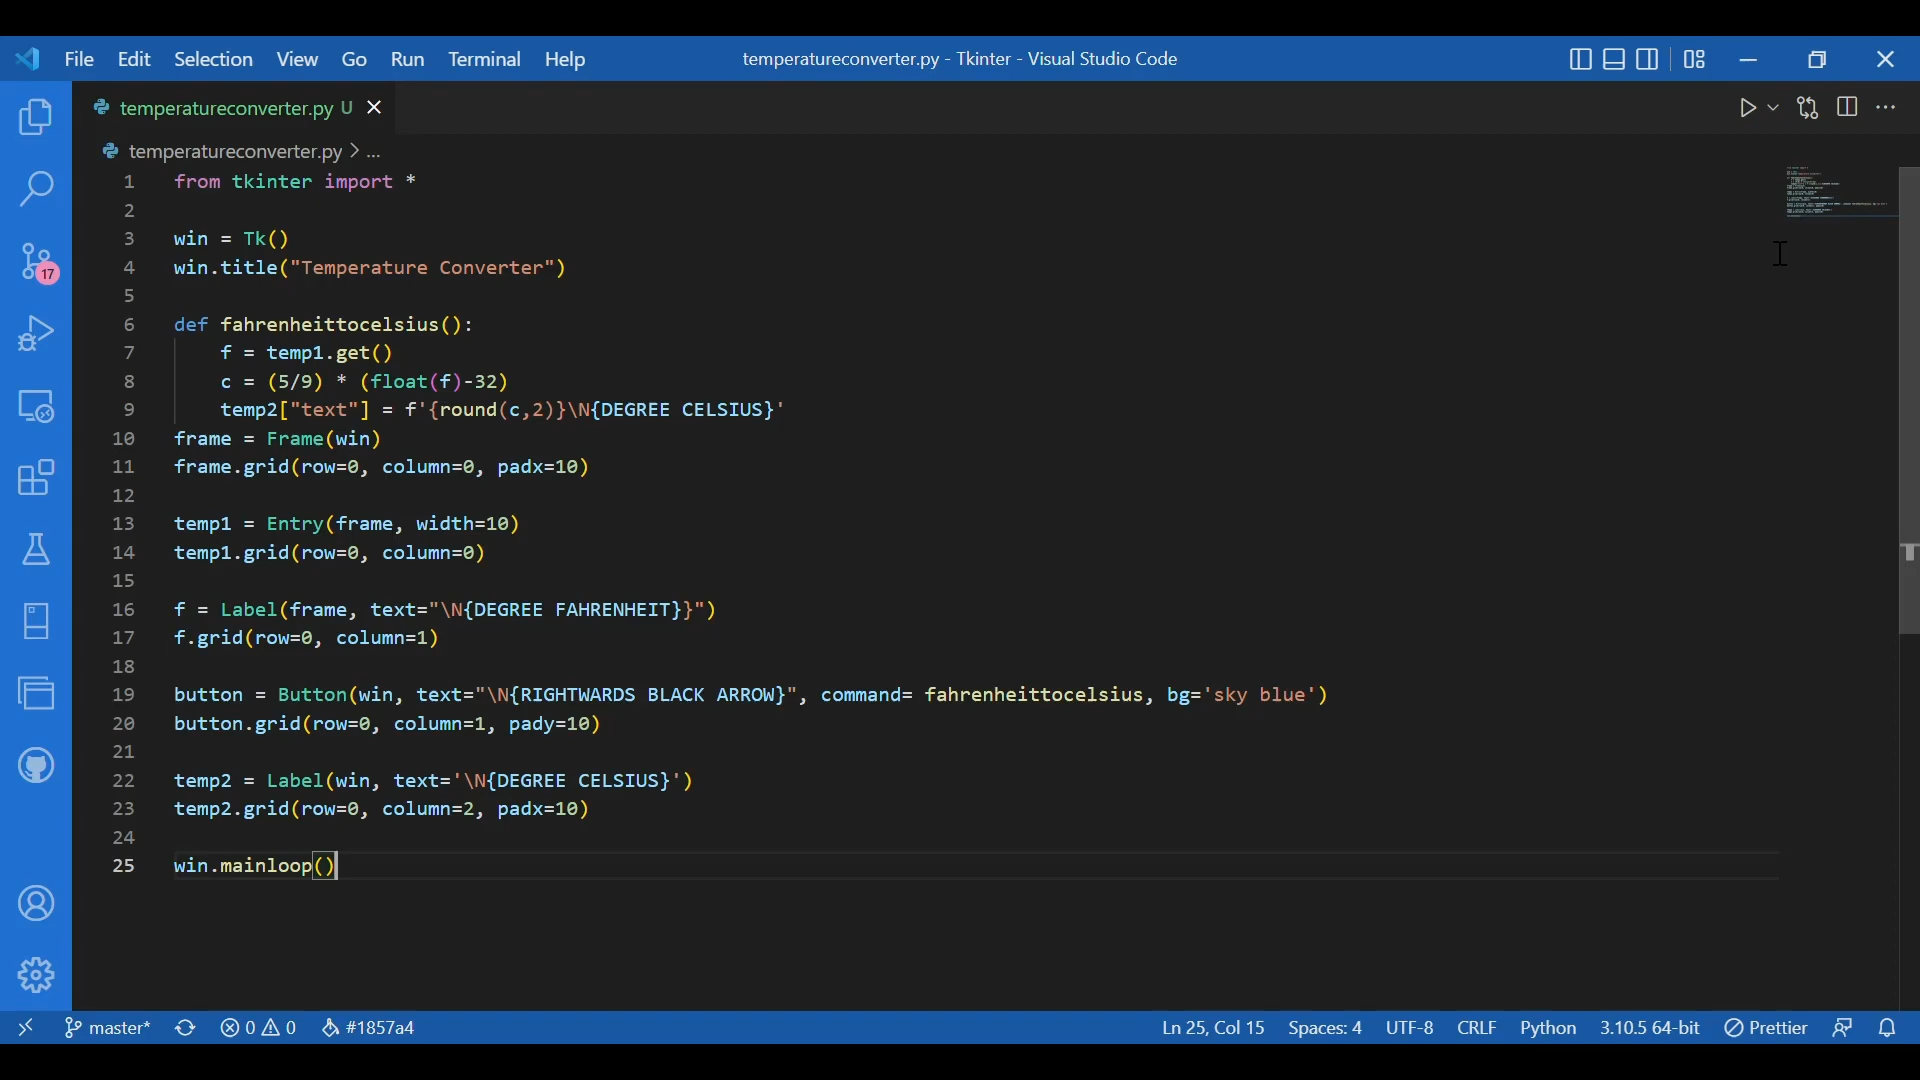 File Edit Selection View Go Run Terminal Help temperatureconverter.py - Tkinter - Visual Studio Code
temperatureconverter.py U
temperatureconverter.py > ...
1 from tkinter import *
2
3 win = Tk()
4 win.title("Temperature Converter")
5
6 def fahrenheittocelsius():
7     f = temp1.get()
8     c = (5/9) * (float(f)-32)
9     temp2["text"] = f'{round(c,2)}\N{DEGREE CELSIUS}'
10 frame = Frame(win)
11 frame.grid(row=0, column=0, padx=10)
12
13 temp1 = Entry(frame, width=10)
14 temp1.grid(row=0, column=0)
15
16 f = Label(frame, text="\N{DEGREE FAHRENHEIT}}")
17 f.grid(row=0, column=1)
18
19 button = Button(win, text="\N{RIGHTWARDS BLACK ARROW}", command= fahrenheittocelsius, bg='sky blue')
20 button.grid(row=0, column=1, pady=10)
21
22 temp2 = Label(win, text='\N{DEGREE CELSIUS}')
23 temp2.grid(row=0, column=2, padx=10)
24
25 win.mainloop()
17
master* 0 0 #1857a4 Ln 25, Col 15 Spaces: 4 UTF-8 CRLF Python 3.10.5 64-bit Prettier